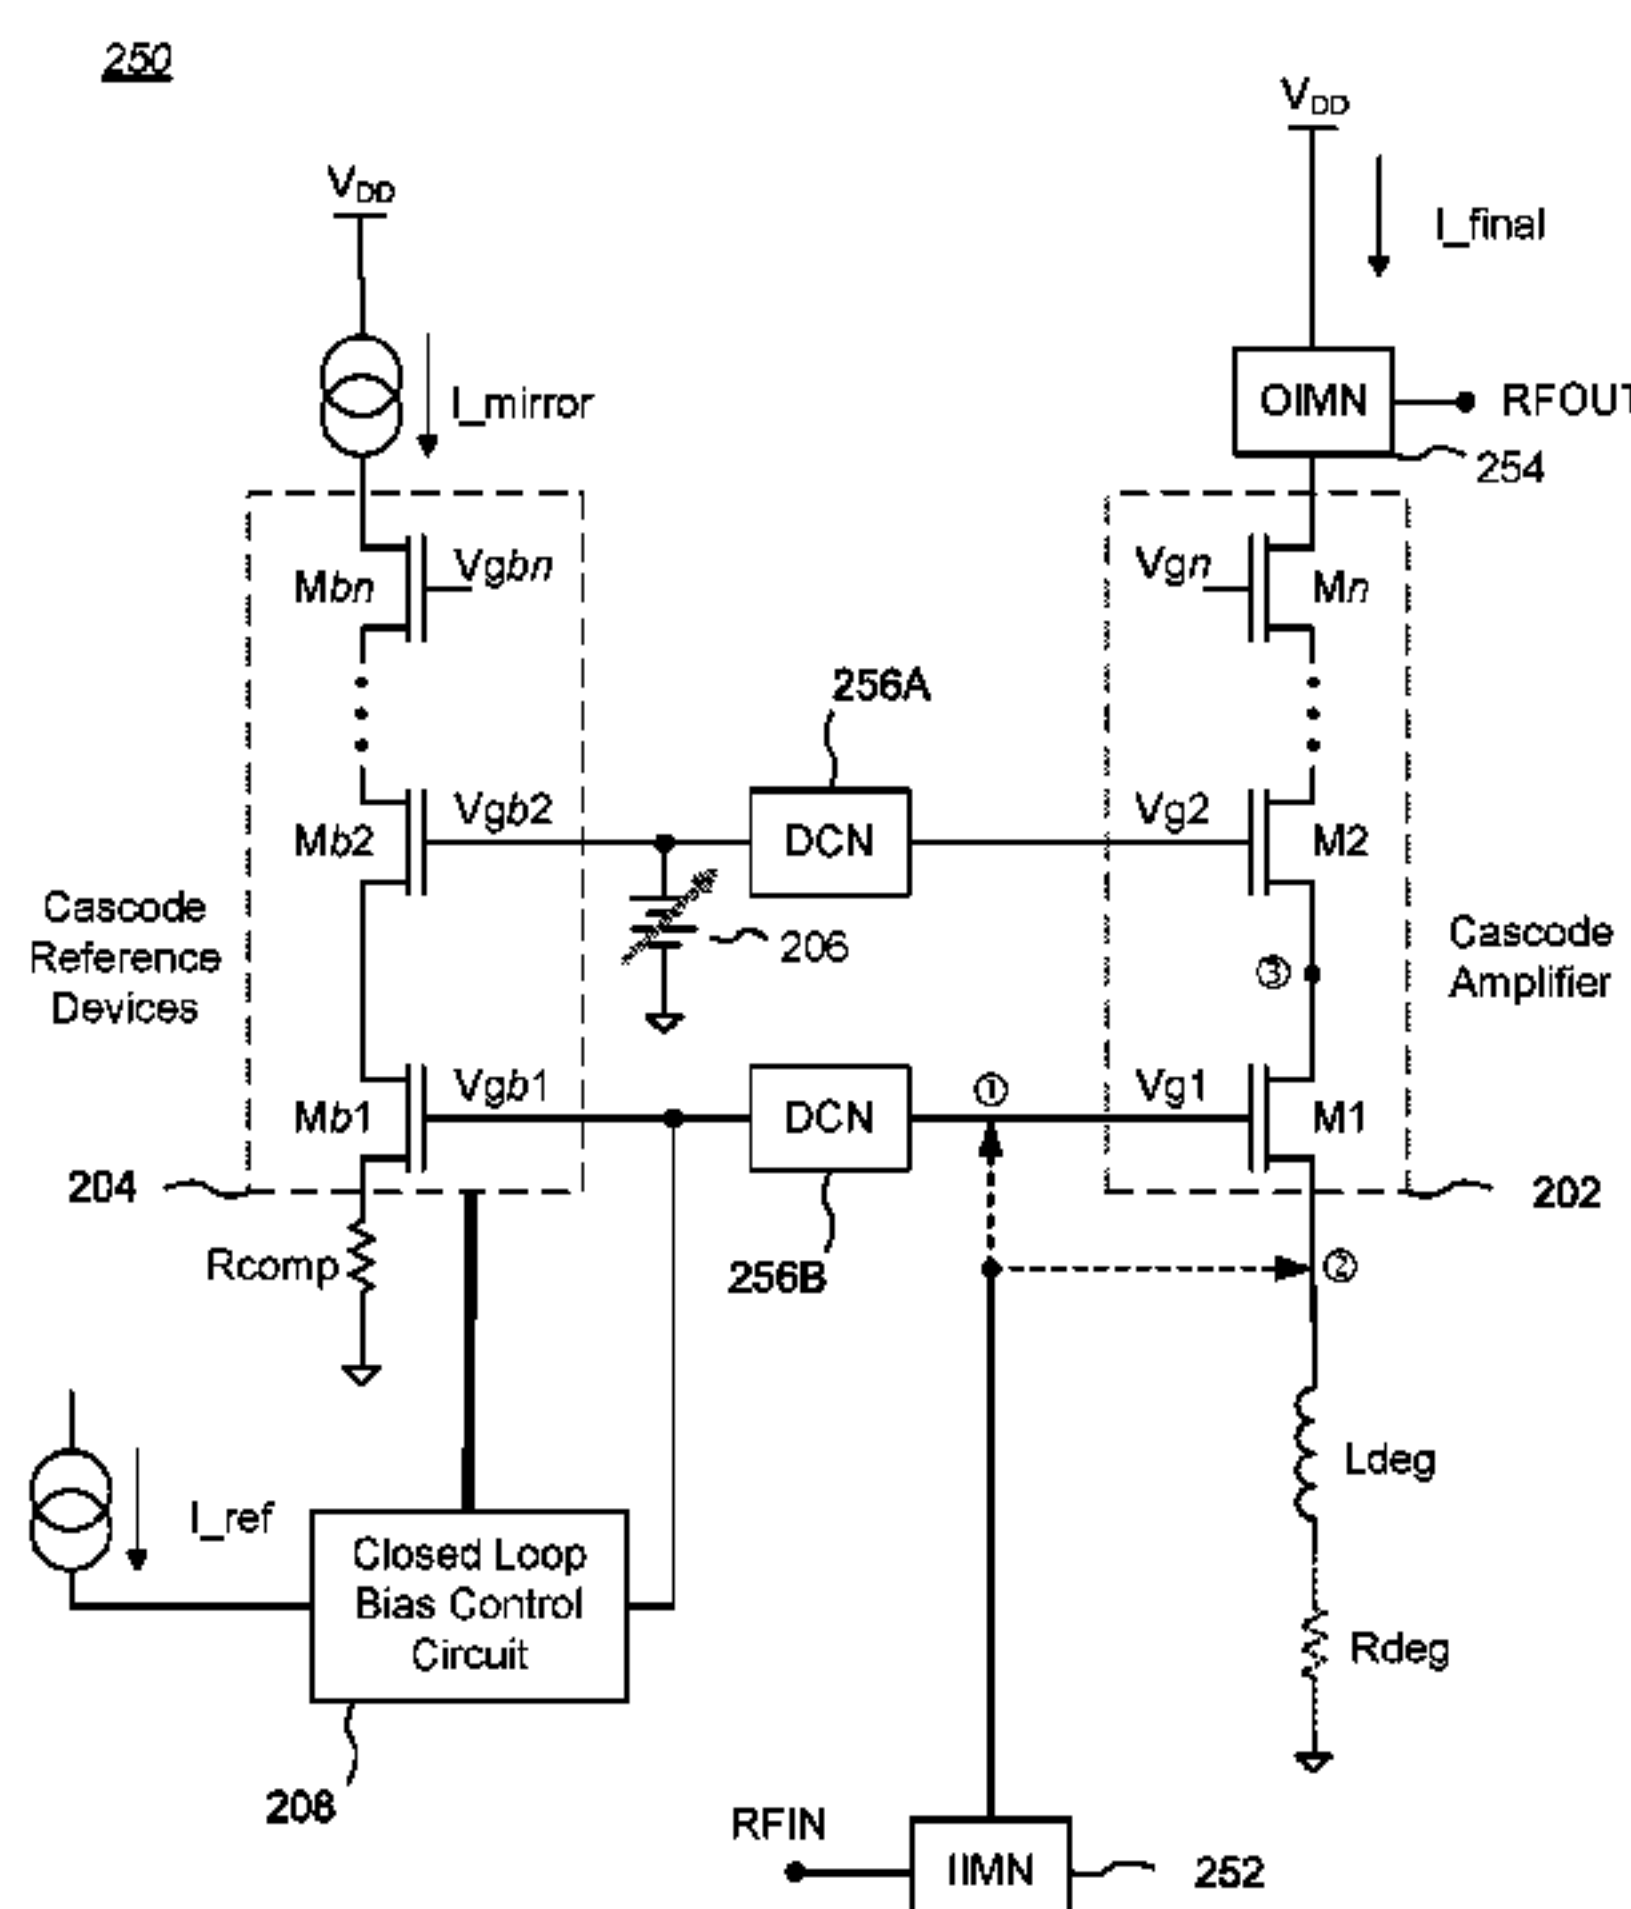 250
VDD
I_final
VDD
I_mirror
OIMN
RFOUT
254
Mbn
Vgbn
Vgn
Mn
256A
Mb2
Vgb2
DCN
Vg2
M2
206
Cascode
Reference
Devices
③
Cascode
Amplifier
Mb1
Vgb1
DCN
①
Vg1
M1
204
202
Rcomp
256B
②
I_ref
Ldeg
Closed Loop
Bias Control
Circuit
Rdeg
208
RFIN
IIMN
252